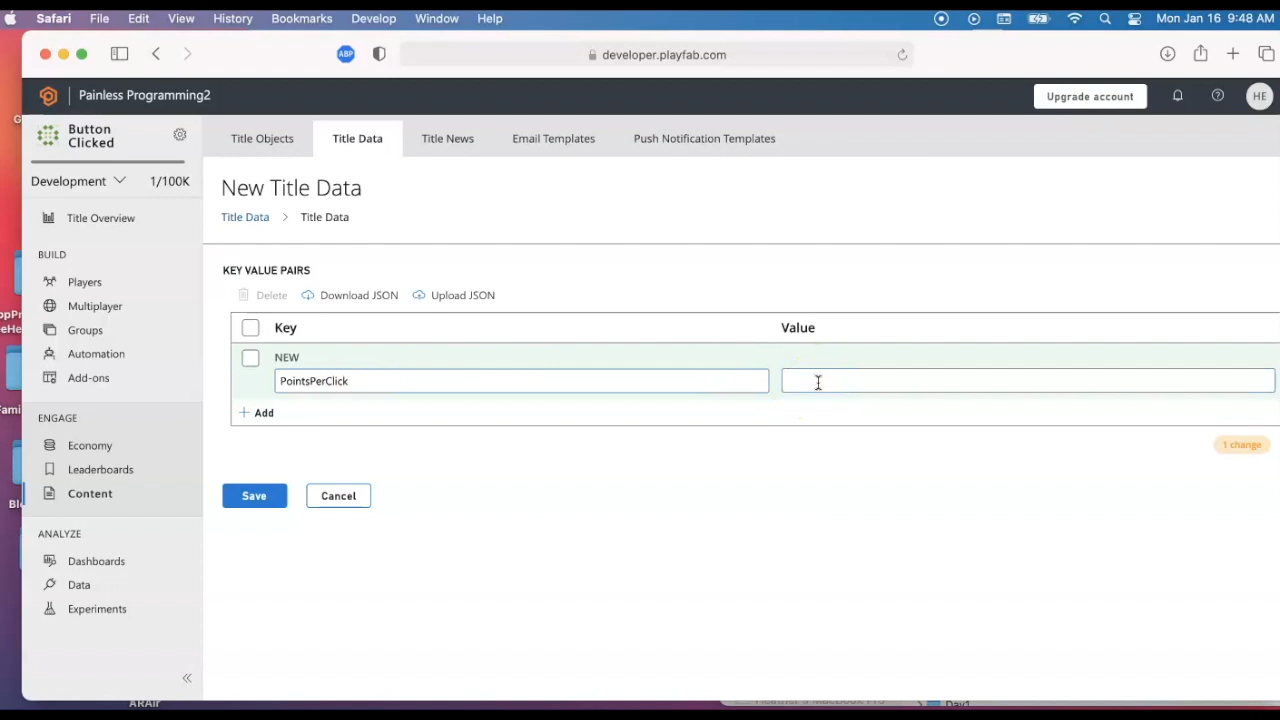 Safari File Edit View History Bookmarks Develop Window Help Mon Jan 16 9:48 AM
ABP developer.playfab.com
Painless Programming2 Upgrade account HE
Button Clicked
Title Objects Title Data Title News Email Templates Push Notification Templates
Development 1/100K
New Title Data
Title Data > Title Data
Title Overview
BUILD
KEY VALUE PAIRS
Players
Delete Download JSON Upload JSON
Multiplayer
Key Value
Groups
Automation
NEW
Add-ons
PointsPerClick
+ Add
ENGAGE
Economy
1 change
Leaderboards
Content
Save Cancel
ANALYZE
Dashboards
Data
Experiments
ARAir
Day1